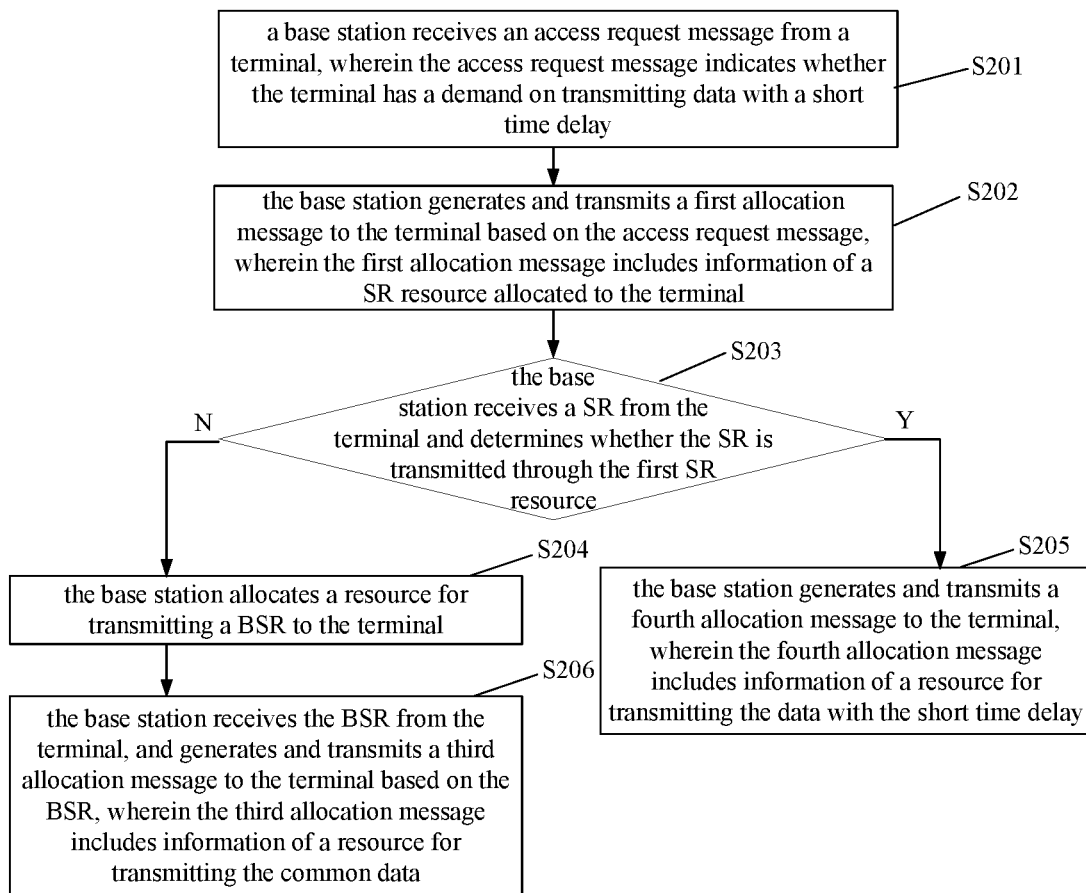 a base station receives an access request message from a
terminal, wherein the access request message indicates whether
the terminal has a demand on transmitting data with a short
time delay
S201
the base station generates and transmits a first allocation
message to the terminal based on the access request message,
wherein the first allocation message includes information of a
SR resource allocated to the terminal
S202
S203
the base
station receives a SR from the
terminal and determines whether the SR is
transmitted through the first SR
resource
N
Y
S204
the base station allocates a resource for
transmitting a BSR to the terminal
S205
the base station generates and transmits a
fourth allocation message to the terminal,
wherein the fourth allocation message
includes information of a resource for
transmitting the data with the short time delay
S206
the base station receives the BSR from the
terminal, and generates and transmits a third
allocation message to the terminal based on the
BSR, wherein the third allocation message
includes information of a resource for
transmitting the common data